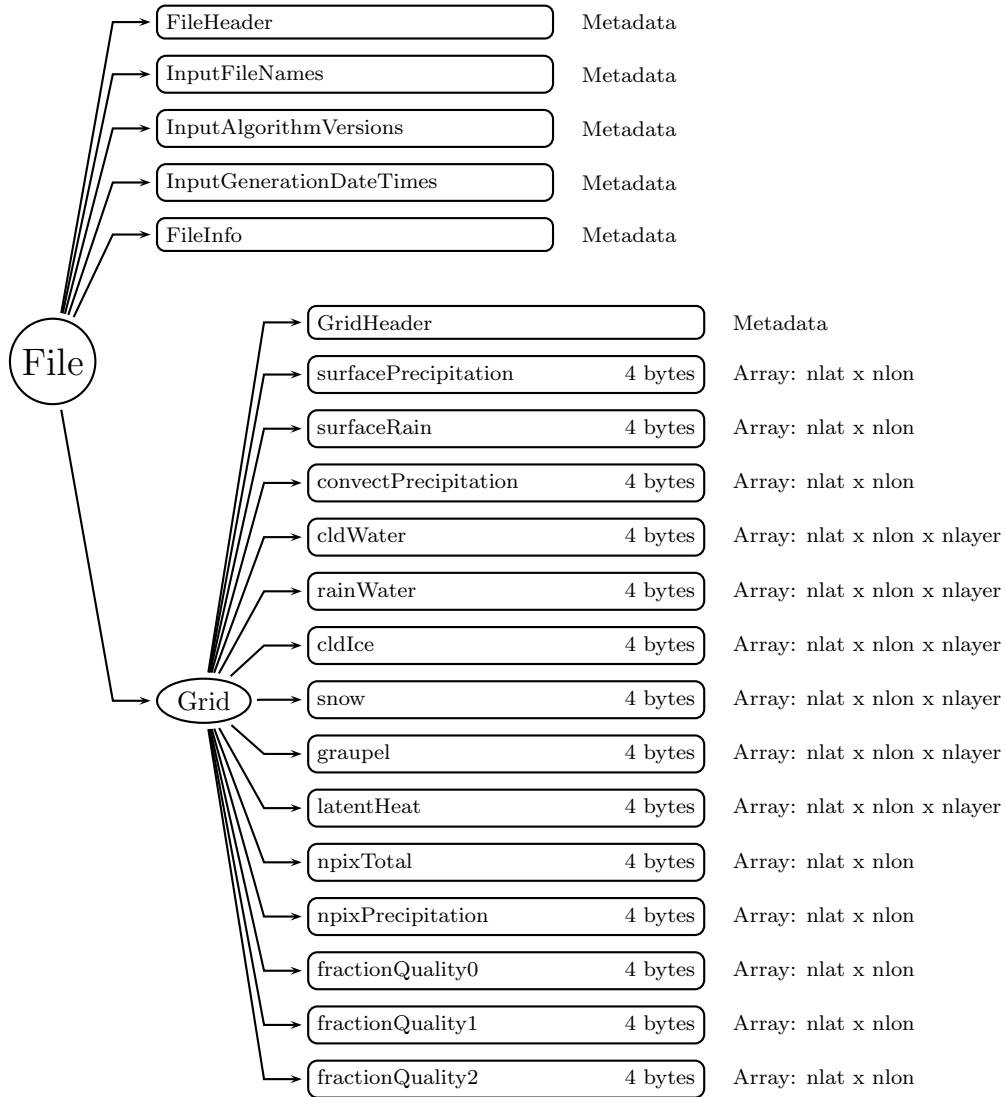 FileHeader Metadata
InputFileNames Metadata
InputAlgorithmVersions Metadata
InputGenerationDateTimes Metadata
FileInfo Metadata
GridHeader Metadata
File
surfacePrecipitation 4 bytes Array: nlat x nlon
surfaceRain 4 bytes Array: nlat x nlon
convectPrecipitation 4 bytes Array: nlat x nlon
cldWater 4 bytes Array: nlat x nlon x nlayer
rainWater 4 bytes Array: nlat x nlon x nlayer
cldIce 4 bytes Array: nlat x nlon x nlayer
Grid
snow 4 bytes Array: nlat x nlon x nlayer
graupel 4 bytes Array: nlat x nlon x nlayer
latentHeat 4 bytes Array: nlat x nlon x nlayer
npixTotal 4 bytes Array: nlat x nlon
npixPrecipitation 4 bytes Array: nlat x nlon
fractionQuality0 4 bytes Array: nlat x nlon
fractionQuality1 4 bytes Array: nlat x nlon
fractionQuality2 4 bytes Array: nlat x nlon